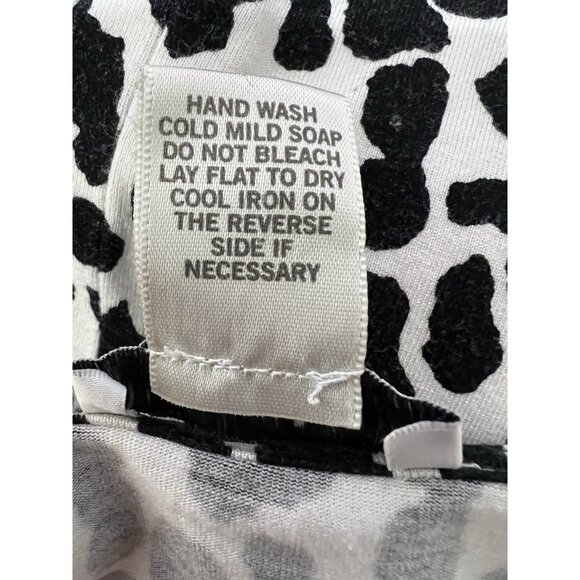 HAND WASH
COLD MILD SOAP
DO NOT BLEACH
LAY FLAT TO DRY
COOL IRON ON
THE REVERSE
SIDE IF
NECESSARY